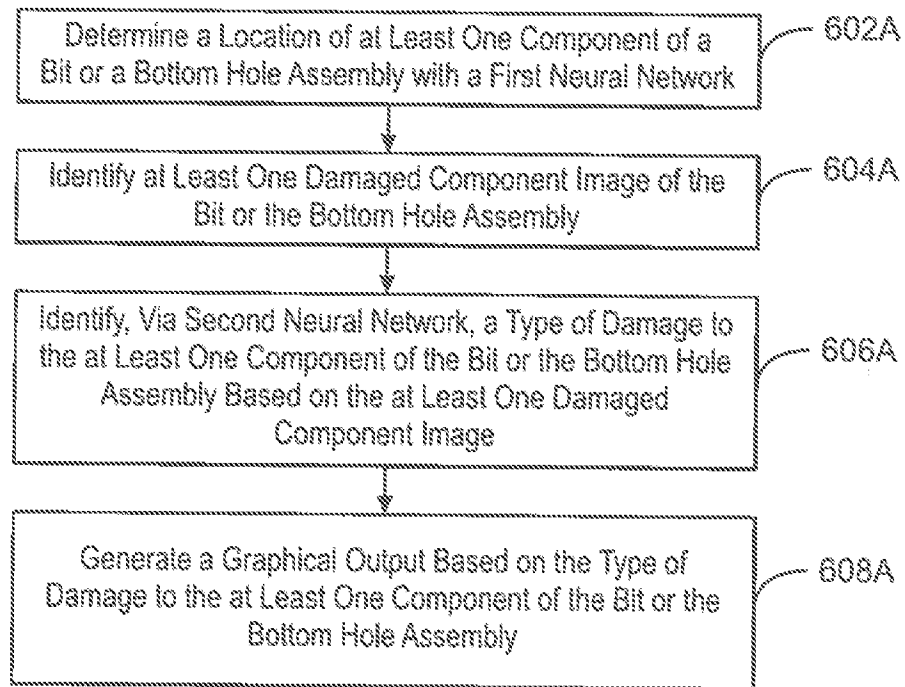 Determine a Location of at Least One Component of a
Bit or a Bottom Hole Assembly with a First Neural Network
602A
Identify at Least One Damaged Component Image of the
Bit or the Bottom Hole Assembly
604A
Identify, Via Second Neural Network, a Type of Damage to
the at Least One Component of the Bit or the Bottom Hole
Assembly Based on the at Least One Damaged
Component Image
606A
Generate a Graphical Output Based on the Type of
Damage to the at Least One Component of the Bit or the
Bottom Hole Assembly
608A